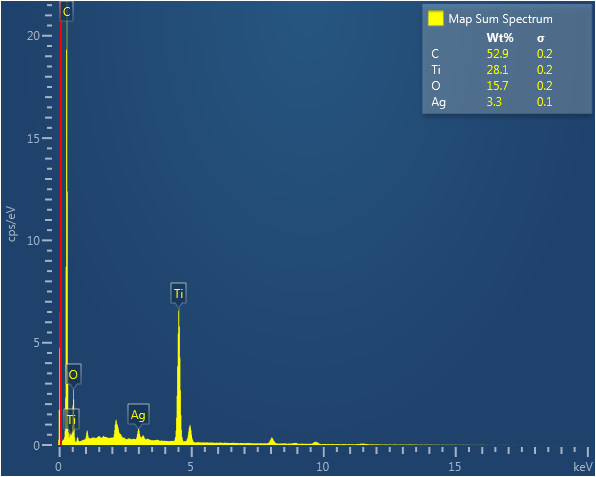 C
Map Sum Spectrum
Wt% σ
C 52.9 0.2
Ti 28.1 0.2
O 15.7 0.2
Ag 3.3 0.1
20
15
cps/eV
10
Ti
5
O
Ti
Ag
0
0 5 10 15 keV